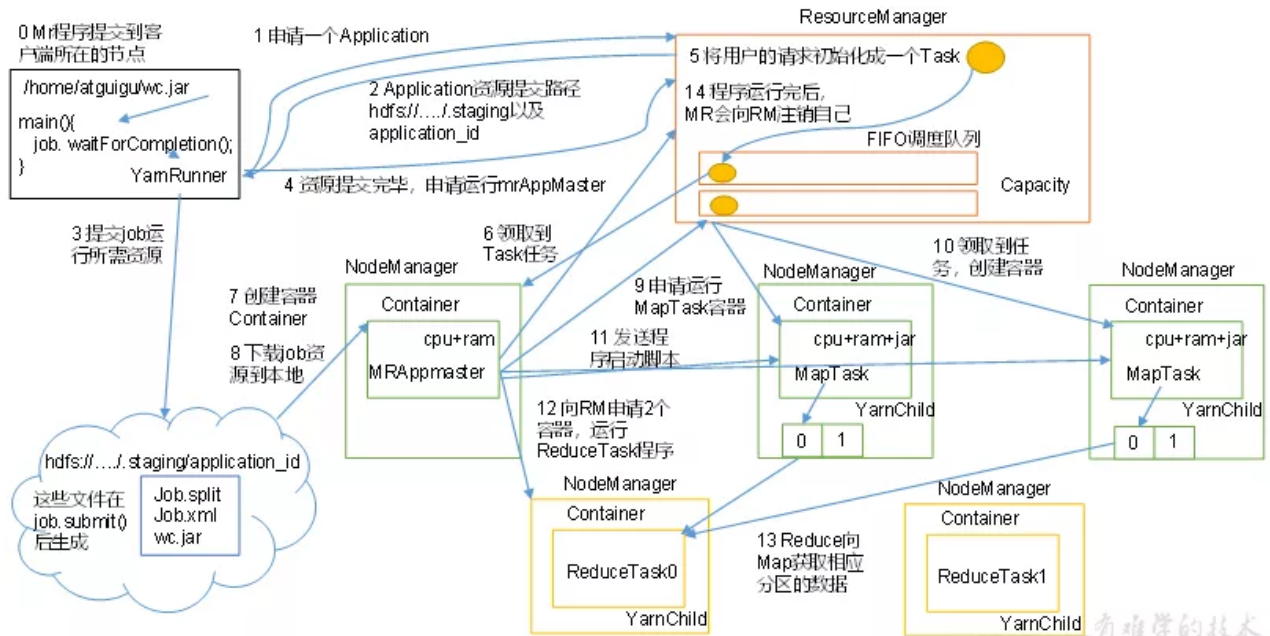 ResourceManager
0 Mr程序提交到客
户端所在的节点
1 申请一个Application
5 将用户的请求初始化成一个Task
/home/atguigu/wc.jar
main(){
job. waitForCompletion();
}
YarnRunner
2 Application资源提交路径
hdfs://…./.staging以及
application_id
14 程序运行完后，
MR会向RM注销自己
FIFO调度队列
Capacity
4 资源提交完毕，申请运行mrAppMaster
3 提交job运
行所需资源
6 领取到
Task任务
10 领取到任
务，创建容器
NodeManager
NodeManager
NodeManager
7 创建容器
Container
9 申请运行
MapTask容器
Container
Container
Container
cpu+ram
cpu+ram+jar
cpu+ram+jar
8 下载job资
源到本地
11 发送程
序启动脚本
MRAppmaster
MapTask
MapTask
YarnChild
YarnChild
12 向RM申请2个
容器，运行
ReduceTask程序
0 1
0 1
hdfs://…./.staging/application_id
这些文件在
job.submit()
后生成
Job.split
Job.xml
wc.jar
NodeManager
NodeManager
Container
Container
13 Reduce向
Map获取相应
分区的数据
ReduceTask0
ReduceTask1
YarnChild
YarnChild
有难学的技术